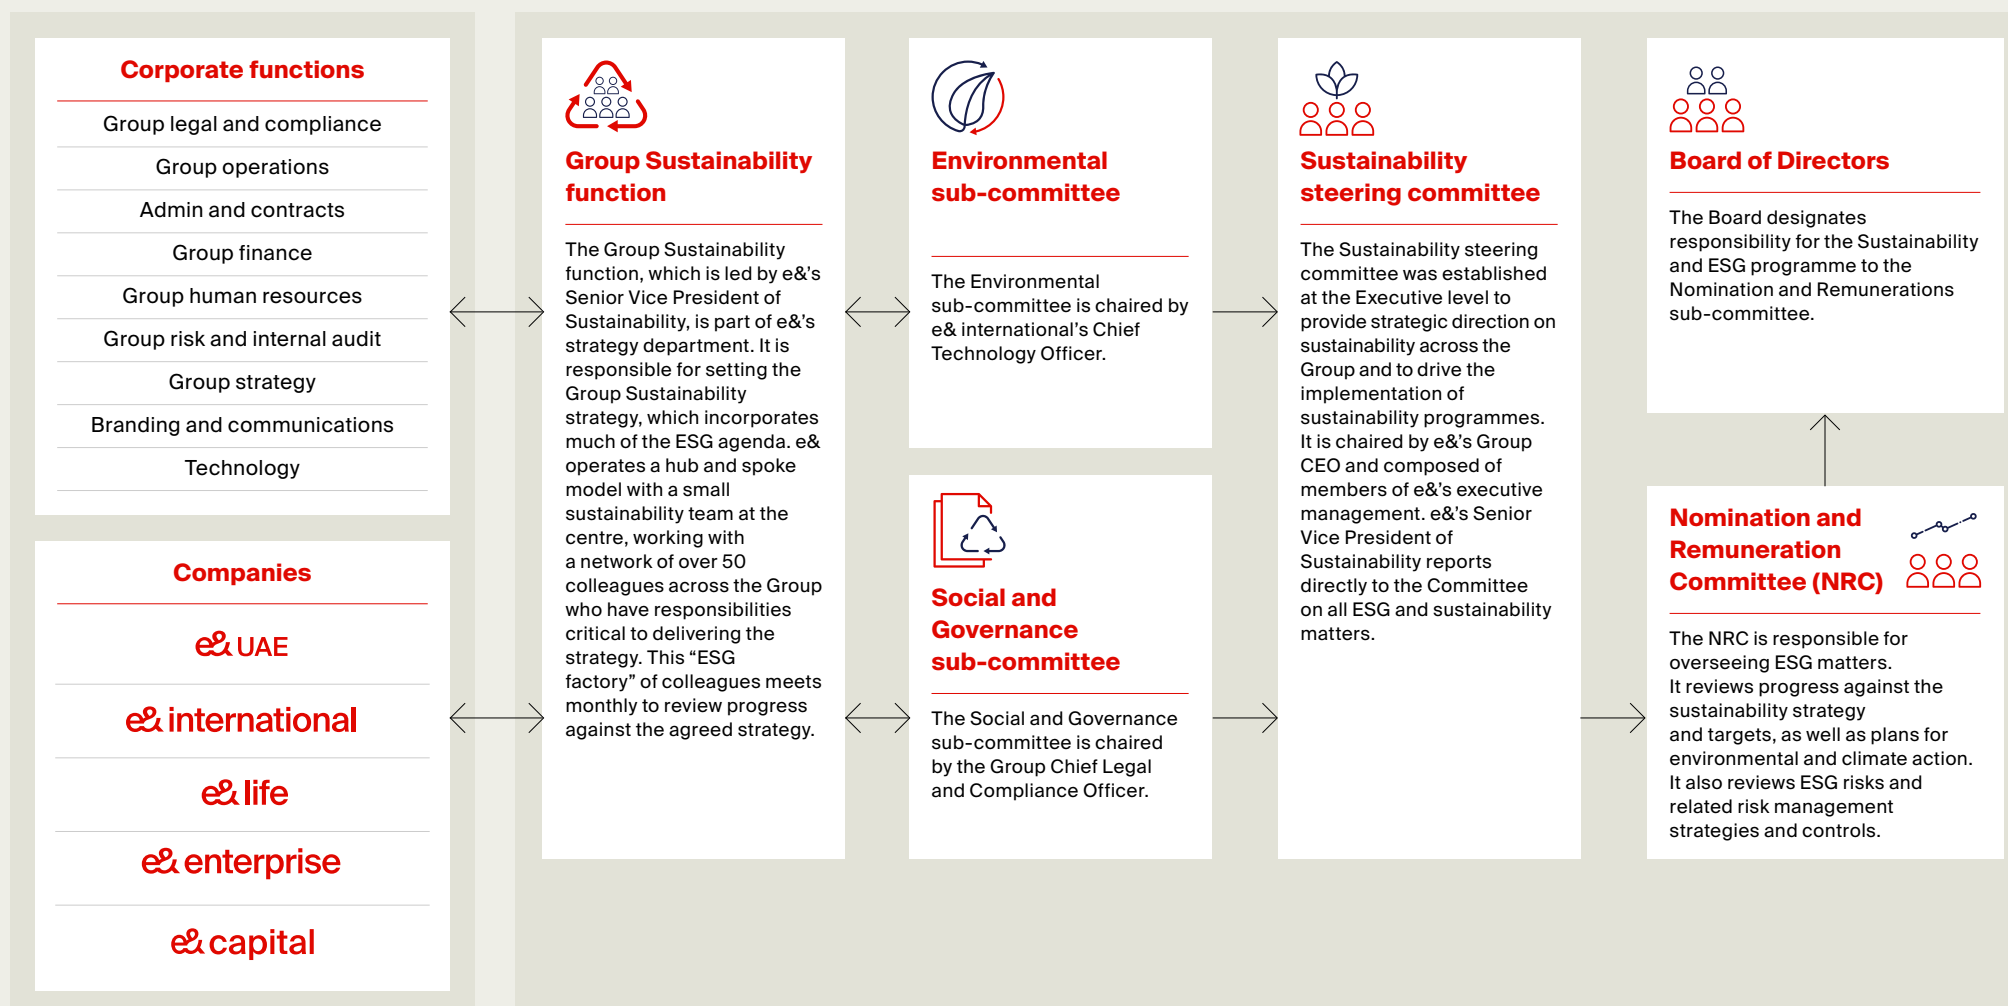 Corporate functions
Group legal and compliance
Group operations
Admin and contracts
Group finance
Group human resources
Group risk and internal audit
Group strategy
Branding and communications
Technology
Companies
e& UAE
e& international
e& life
e& enterprise
e& capital
Group Sustainability
function
The Group Sustainability
function, which is led by e&’s
Senior Vice President of
Sustainability, is part of e&’s
strategy department. It is
responsible for setting the
Group Sustainability
strategy, which incorporates
much of the ESG agenda. e&
operates a hub and spoke
model with a small
sustainability team at the
centre, working with
a network of over 50
colleagues across the Group
who have responsibilities
critical to delivering the
strategy. This “ESG
factory” of colleagues meets
monthly to review progress
against the agreed strategy.
Environmental
sub-committee
The Environmental
sub-committee is chaired by
e& international’s Chief
Technology Officer.
Social and
Governance
sub-committee
The Social and Governance
sub-committee is chaired
by the Group Chief Legal
and Compliance Officer.
Sustainability
steering committee
The Sustainability steering
committee was established
at the Executive level to
provide strategic direction on
sustainability across the
Group and to drive the
implementation of
sustainability programmes.
It is chaired by e&’s Group
CEO and composed of
members of e&’s executive
management. e&’s Senior
Vice President of
Sustainability reports
directly to the Committee
on all ESG and sustainability
matters.
Board of Directors
The Board designates
responsibility for the Sustainability
and ESG programme to the
Nomination and Remunerations
sub-committee.
Nomination and
Remuneration
Committee (NRC)
The NRC is responsible for
overseeing ESG matters.
It reviews progress against the
sustainability strategy
and targets, as well as plans for
environmental and climate action.
It also reviews ESG risks and
related risk management
strategies and controls.